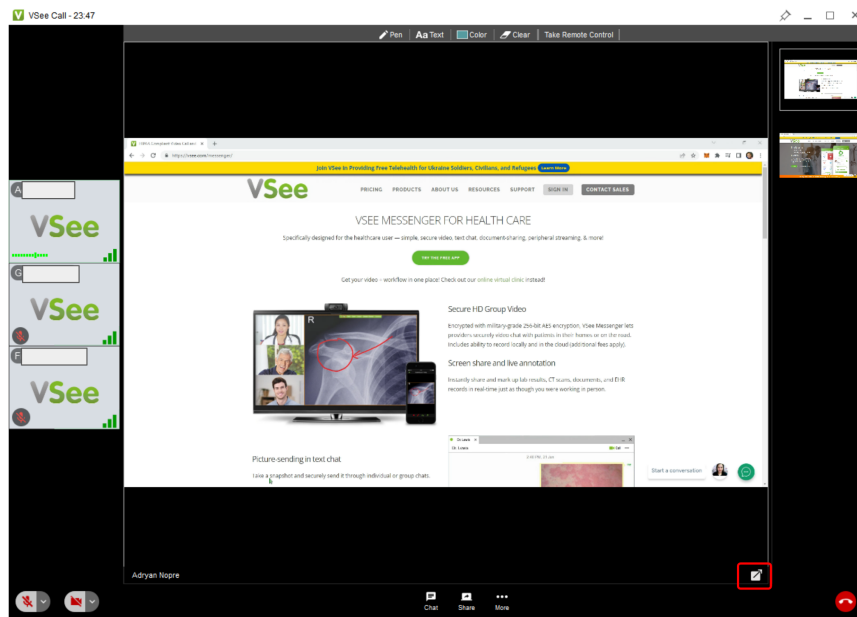 VSee Call - 23:47
Pen
Aa Text
Color
Clear
Take Remote Control
VSee
https://vsee.com/messenger/
Join VSee in Providing Free Telehealth for Ukraine Soldiers, Civilians, and Refugees
Learn More
VSee
PRICING
PRODUCTS
ABOUT US
RESOURCES
SUPPORT
SIGN IN
CONTACT SALES
VSEE MESSENGER FOR HEALTH CARE
Specifically designed for the healthcare user — simple, secure video, text chat, document-sharing, peripheral streaming, & more!
TRY THE FREE APP
Get your video – workflow in one place! Check out our online virtual clinic instead!
A
VSee
G
VSee
F
VSee
R
Secure HD Group Video
Encrypted with military-grade 256-bit AES encryption, VSee Messenger lets
providers securely video chat with patients in their homes or on the road.
Includes ability to record locally and in the cloud (additional fees apply).
Screen share and live annotation
Instantly share and mark up lab results, CT scans, documents, and EHR
records in real-time just as though you were working in person.
Picture-sending in text chat
Take a snapshot and securely send it through individual or group chats.
Start a conversation
Adryan Nopre
Chat
Share
More